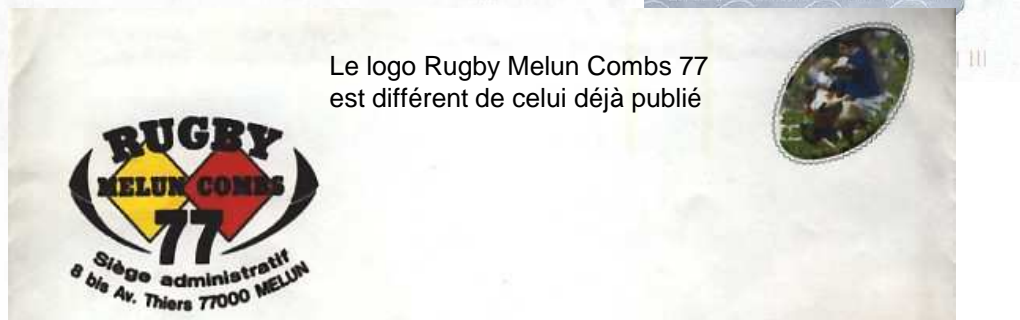 Le logo Rugby Melun Combs 77
est différent de celui déjà publié
RUGBY
MELUN COMBS
77
Siège administratif
8 bis Av. Thiers 77000 MELUN